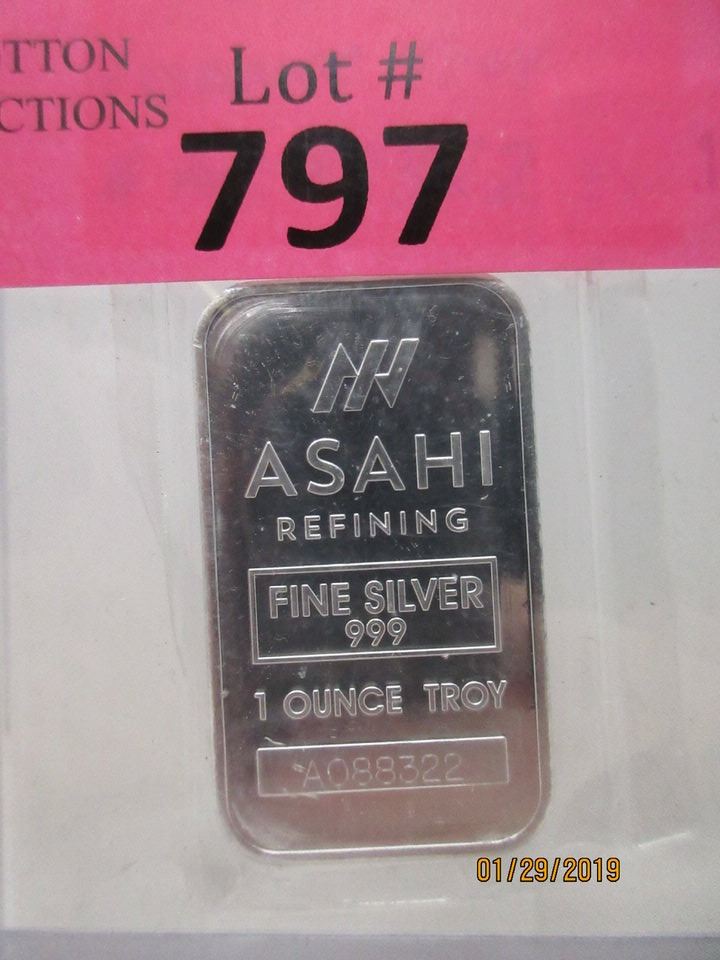 TTON
CTIONS
Lot #
797
ASAHI
REFINING
FINE SILVER
999
1 OUNCE TROY
A088322
01/29/2019